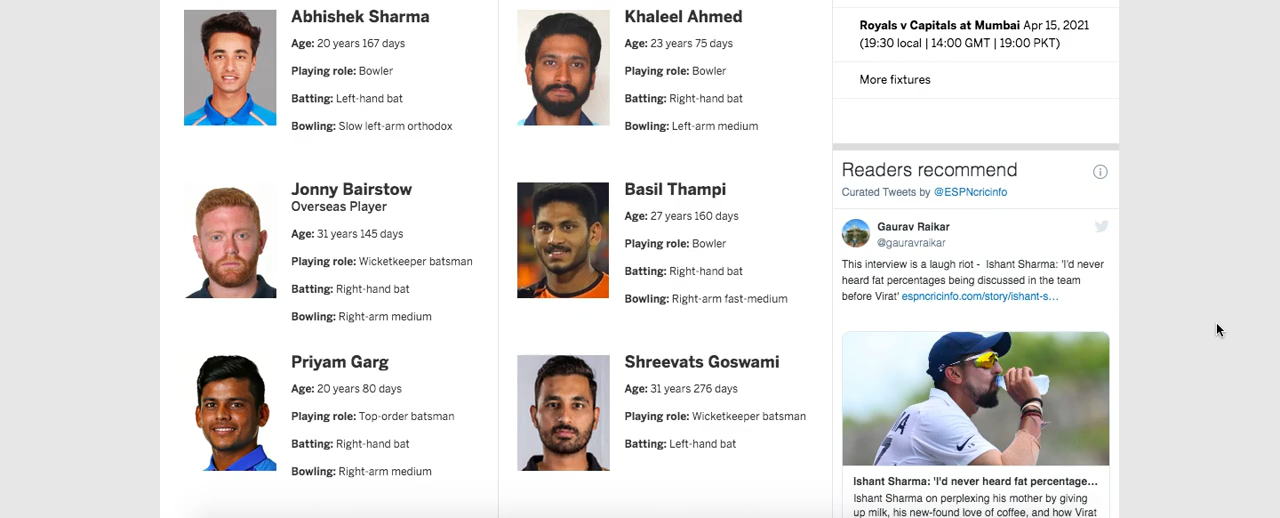 Abhishek Sharma
Age: 20 years 167 days
Playing role: Bowler
Batting: Left-hand bat
Bowling: Slow left-arm orthodox
Khaleel Ahmed
Age: 23 years 75 days
Playing role: Bowler
Batting: Right-hand bat
Bowling: Left-arm medium
Jonny Bairstow
Overseas Player
Age: 31 years 145 days
Playing role: Wicketkeeper batsman
Batting: Right-hand bat
Bowling: Right-arm medium
Basil Thampi
Age: 27 years 160 days
Playing role: Bowler
Batting: Right-hand bat
Bowling: Right-arm fast-medium
Priyam Garg
Age: 20 years 80 days
Playing role: Top-order batsman
Batting: Right-hand bat
Bowling: Right-arm medium
Shreevats Goswami
Age: 31 years 276 days
Playing role: Wicketkeeper batsman
Batting: Left-hand bat
Royals v Capitals at Mumbai Apr 15, 2021
(19:30 local | 14:00 GMT | 19:00 PKT)
More fixtures
Readers recommend
Curated Tweets by @ESPNcricinfo
Gaurav Raikar
@gauravraikar
This interview is a laugh riot - Ishant Sharma: 'I'd never
heard fat percentages being discussed in the team
before Virat' espncricinfo.com/story/ishant-s…
Ishant Sharma: 'I'd never heard fat percentage...
Ishant Sharma on perplexing his mother by giving
up milk, his new-found love of coffee, and how Virat